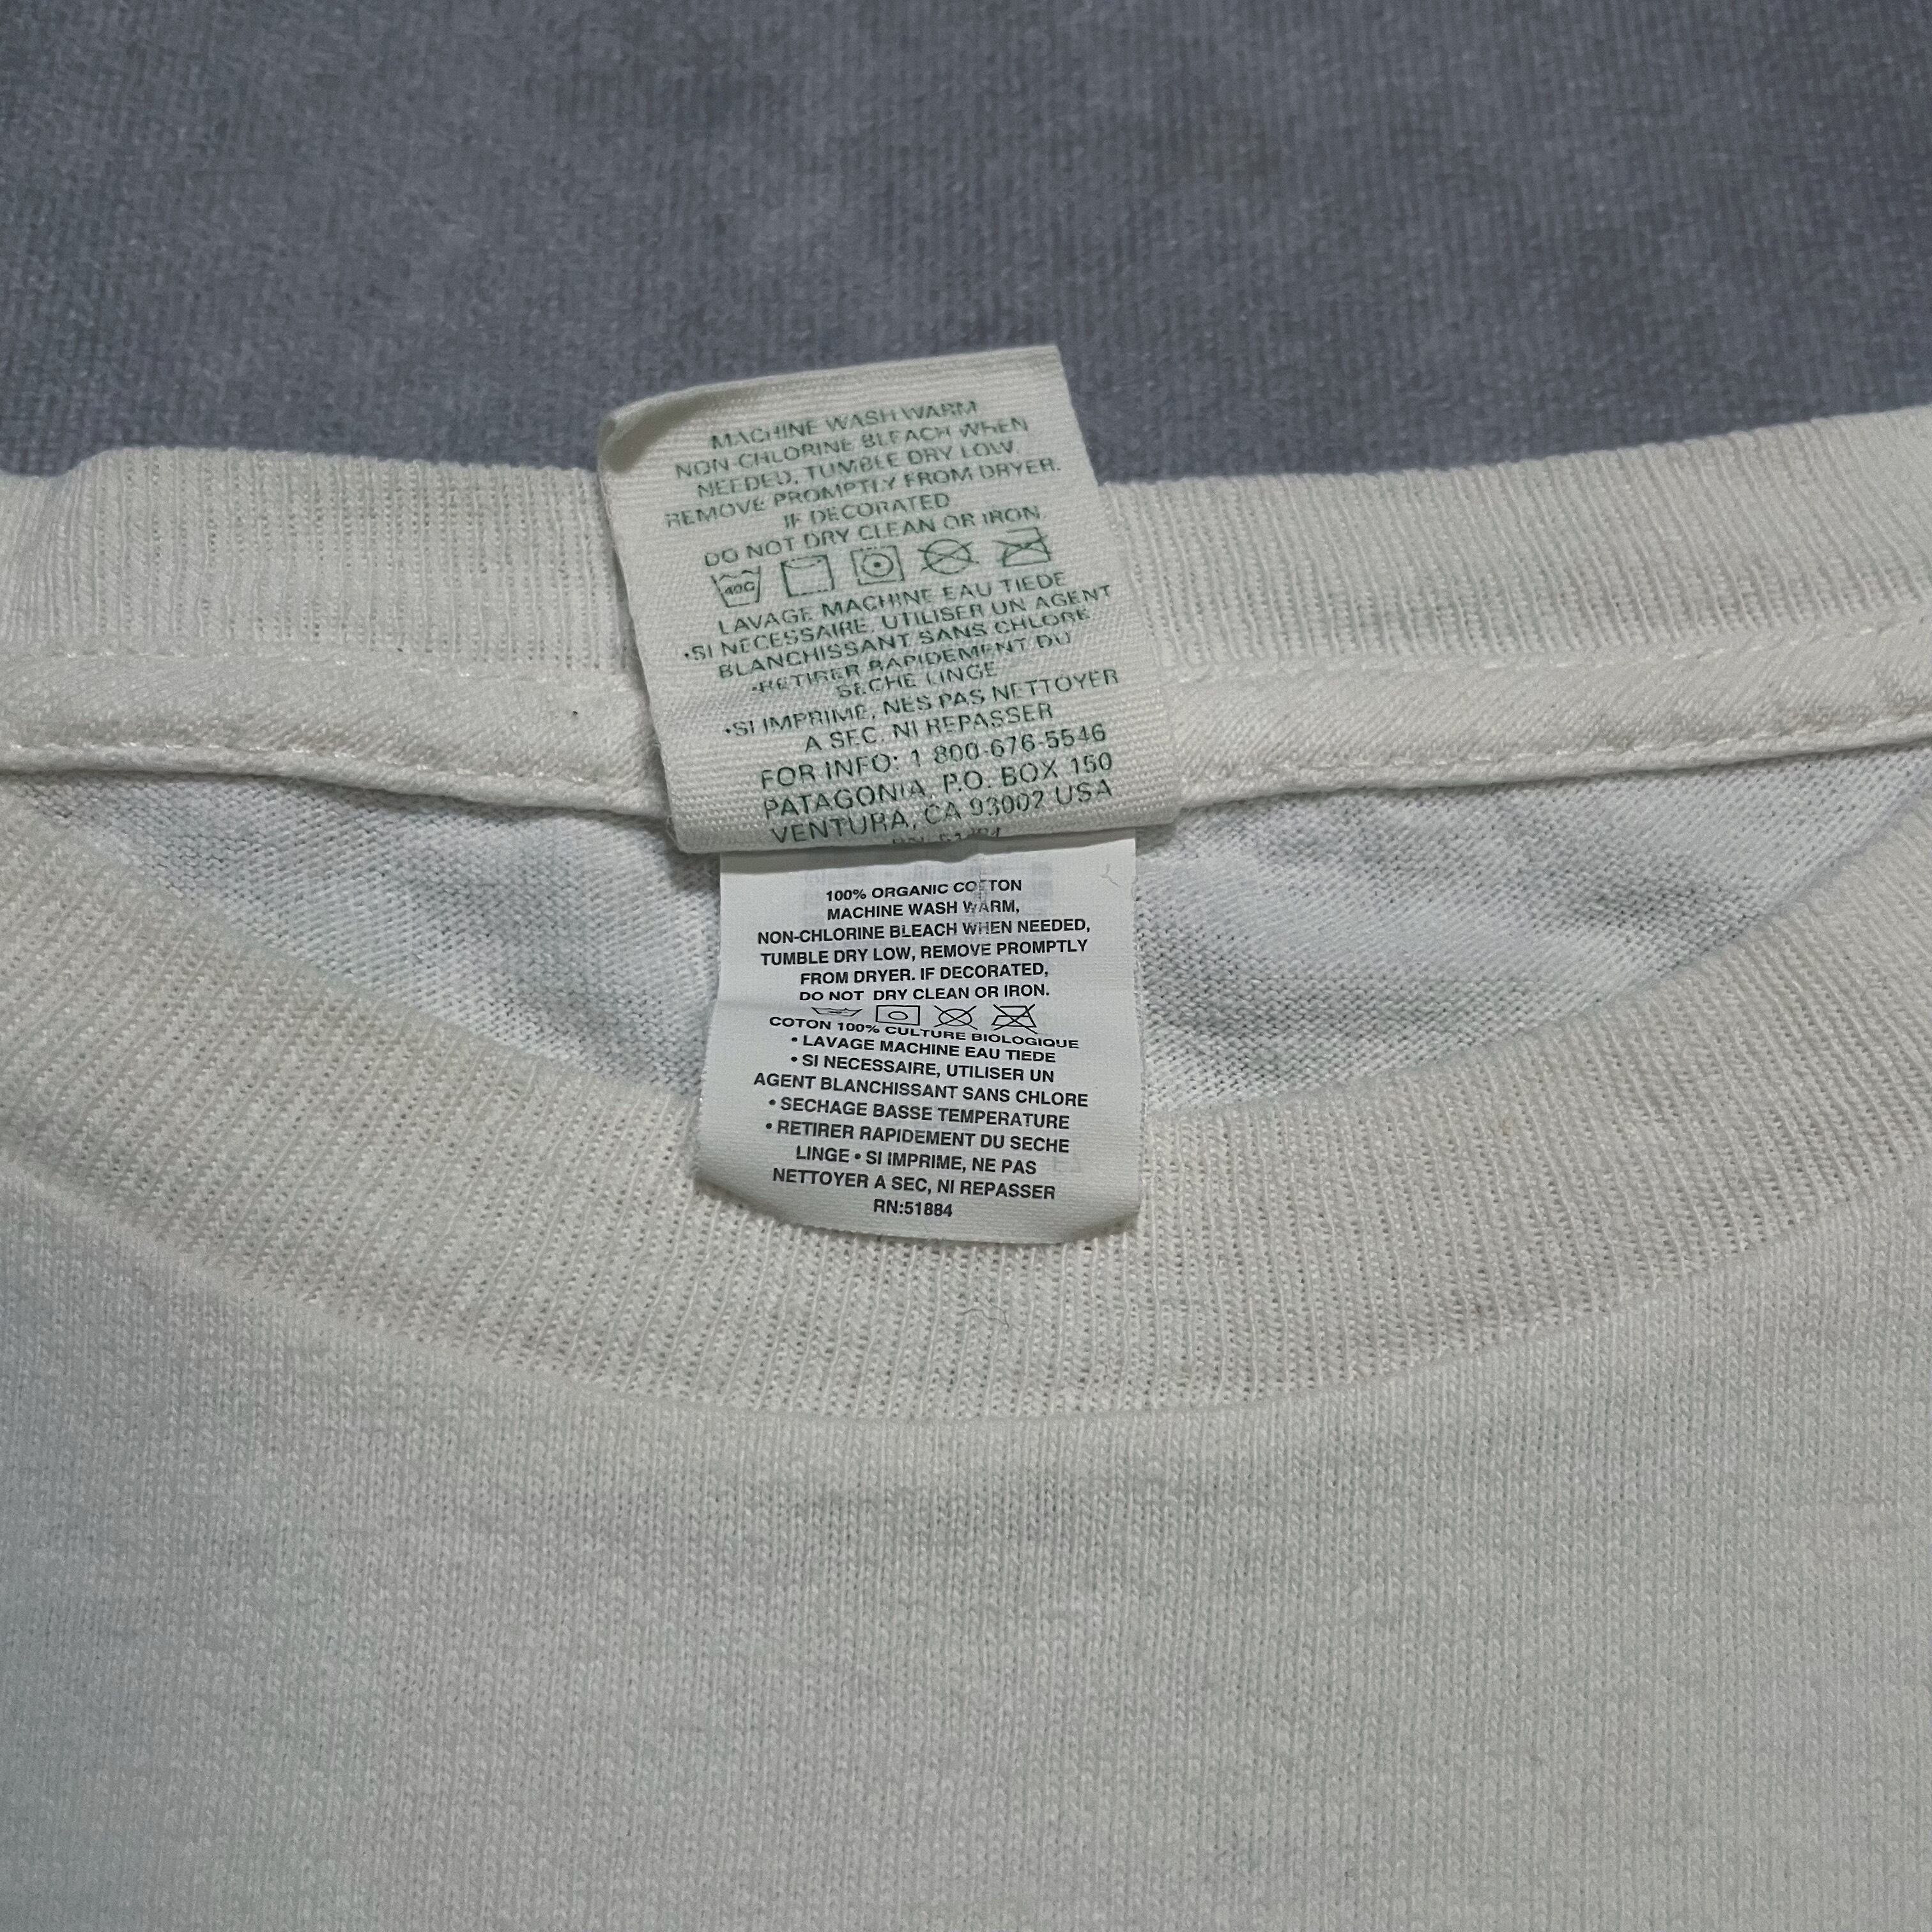 MACHINE WASH WARM
NON-CHLORINE BLEACH WHEN
NEEDED, TUMBLE DRY LOW,
REMOVE PROMPTLY FROM DRYER.
IF DECORATED
DO NOT DRY CLEAN OR IRON.
40C
LAVAGE MACHINE EAU TIEDE
•SI NECESSAIRE, UTILISER UN AGENT
BLANCHISSANT SANS CHLORE
•RETIRER RAPIDEMENT DU
SECHE LINGE
•SI IMPRIME, NES PAS NETTOYER
A SEC, NI REPASSER
FOR INFO: 1 800-676-5546
PATAGONIA, P.O. BOX 150
VENTURA, CA 93002 USA
RN: 51884
100% ORGANIC COTTON
MACHINE WASH WARM,
NON-CHLORINE BLEACH WHEN NEEDED,
TUMBLE DRY LOW, REMOVE PROMPTLY
FROM DRYER. IF DECORATED,
DO NOT DRY CLEAN OR IRON.
COTON 100% CULTURE BIOLOGIQUE
• LAVAGE MACHINE EAU TIEDE
• SI NECESSAIRE, UTILISER UN
AGENT BLANCHISSANT SANS CHLORE
• SECHAGE BASSE TEMPERATURE
• RETIRER RAPIDEMENT DU SECHE
LINGE • SI IMPRIME, NE PAS
NETTOYER A SEC, NI REPASSER
RN:51884